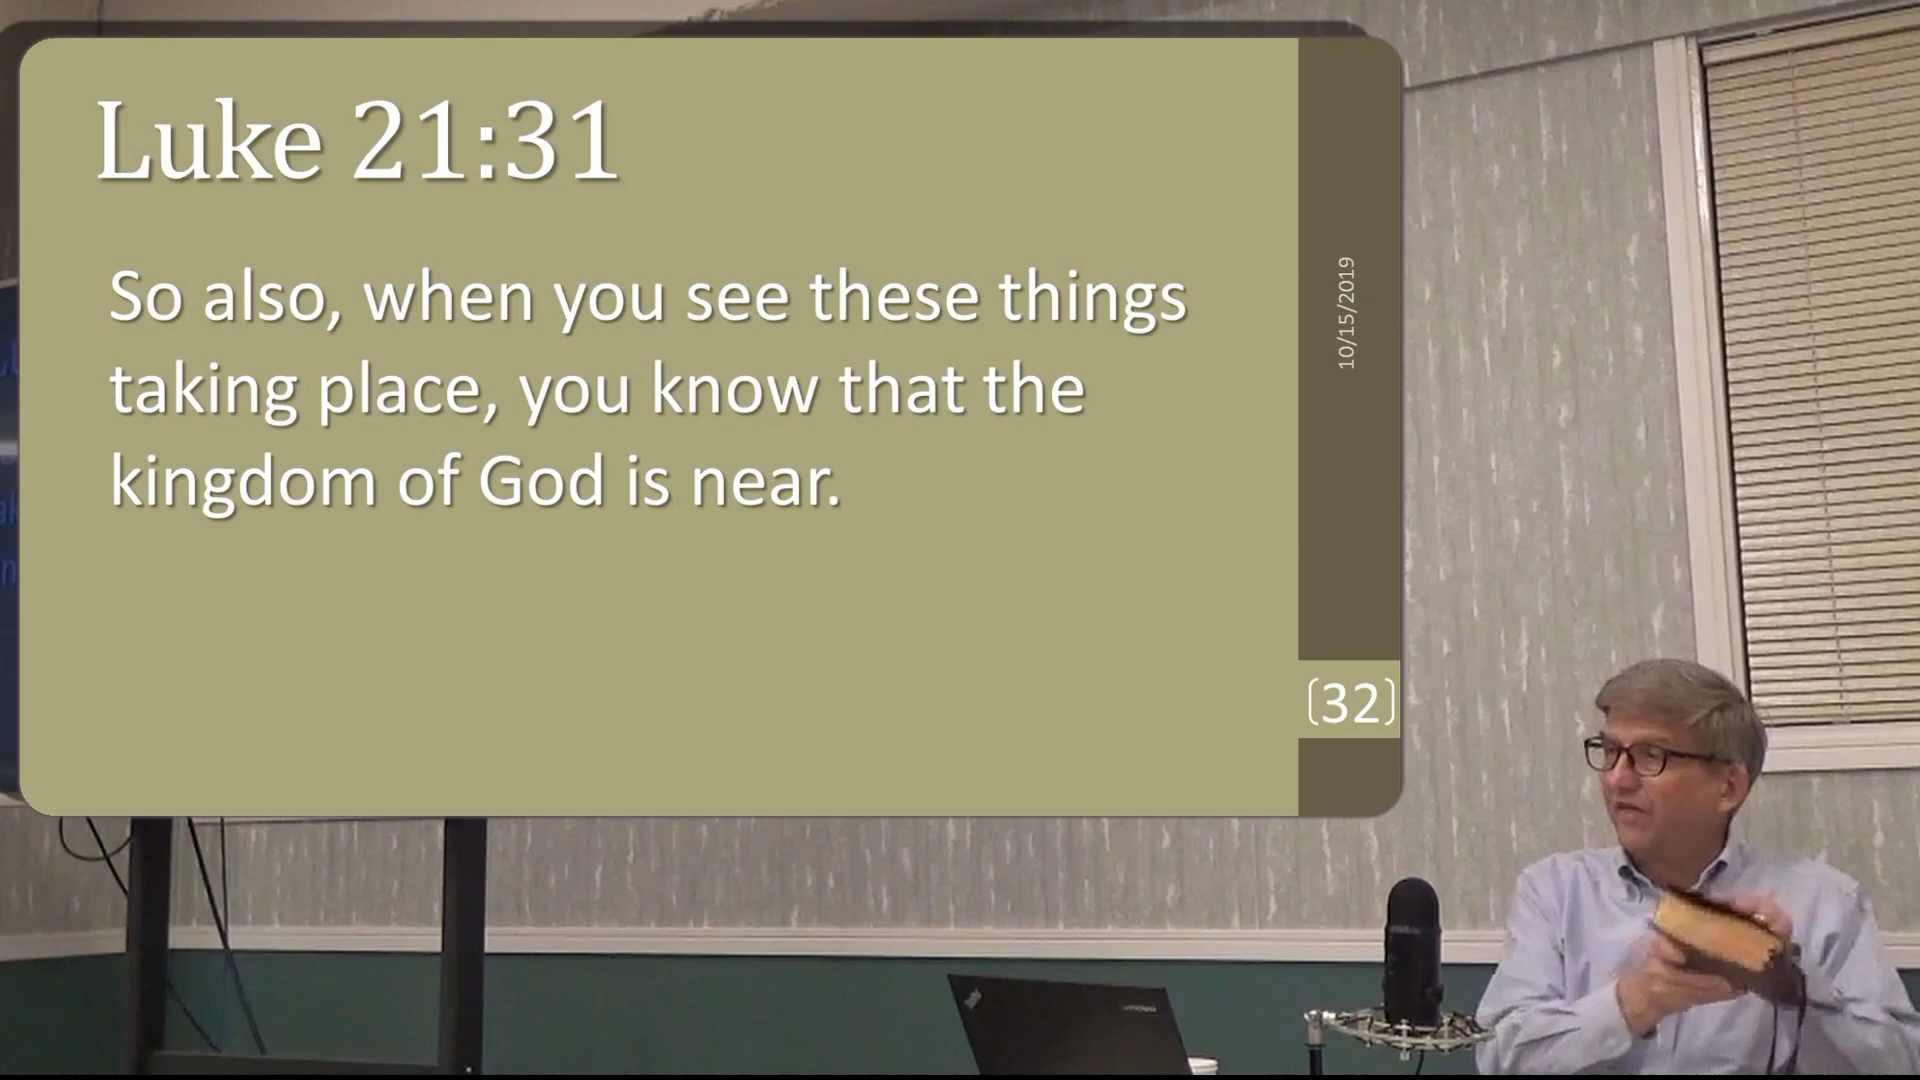 Luke 21:31
So also, when you see these things
taking place, you know that the
kingdom of God is near.
10/15/2019
[32]
lenovo